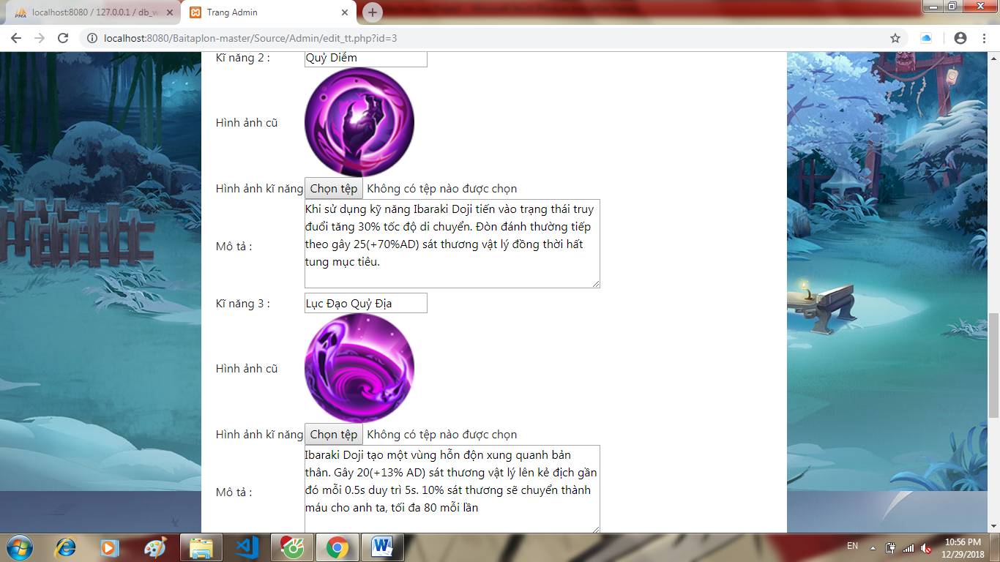 localhost:8080 / 127.0.0.1 / db_w
Trang Admin
localhost:8080/Baitaplon-master/Source/Admin/edit_tt.php?id=3
Kĩ năng 2 :
Quỷ Diểm
Hình ảnh cũ
Hình ảnh kĩ năng
Chọn tệp
Không có tệp nào được chọn
Mô tả :
Khi sử dụng kỹ năng Ibaraki Doji tiến vào trạng thái truy
đuổi tăng 30% tốc độ di chuyển. Đòn đánh thường tiếp
theo gây 25(+70%AD) sát thương vật lý đồng thời hất
tung mục tiêu.
Kĩ năng 3 :
Lục Đạo Quỷ Địa
Hình ảnh cũ
Hình ảnh kĩ năng
Chọn tệp
Không có tệp nào được chọn
Mô tả :
Ibaraki Doji tạo một vùng hỗn độn xung quanh bản
thân. Gây 20(+13% AD) sát thương vật lý lên kẻ địch gần
đó mỗi 0.5s duy trì 5s. 10% sát thương sẽ chuyển thành
máu cho anh ta, tối đa 80 mỗi lần
EN
10:56 PM
12/29/2018